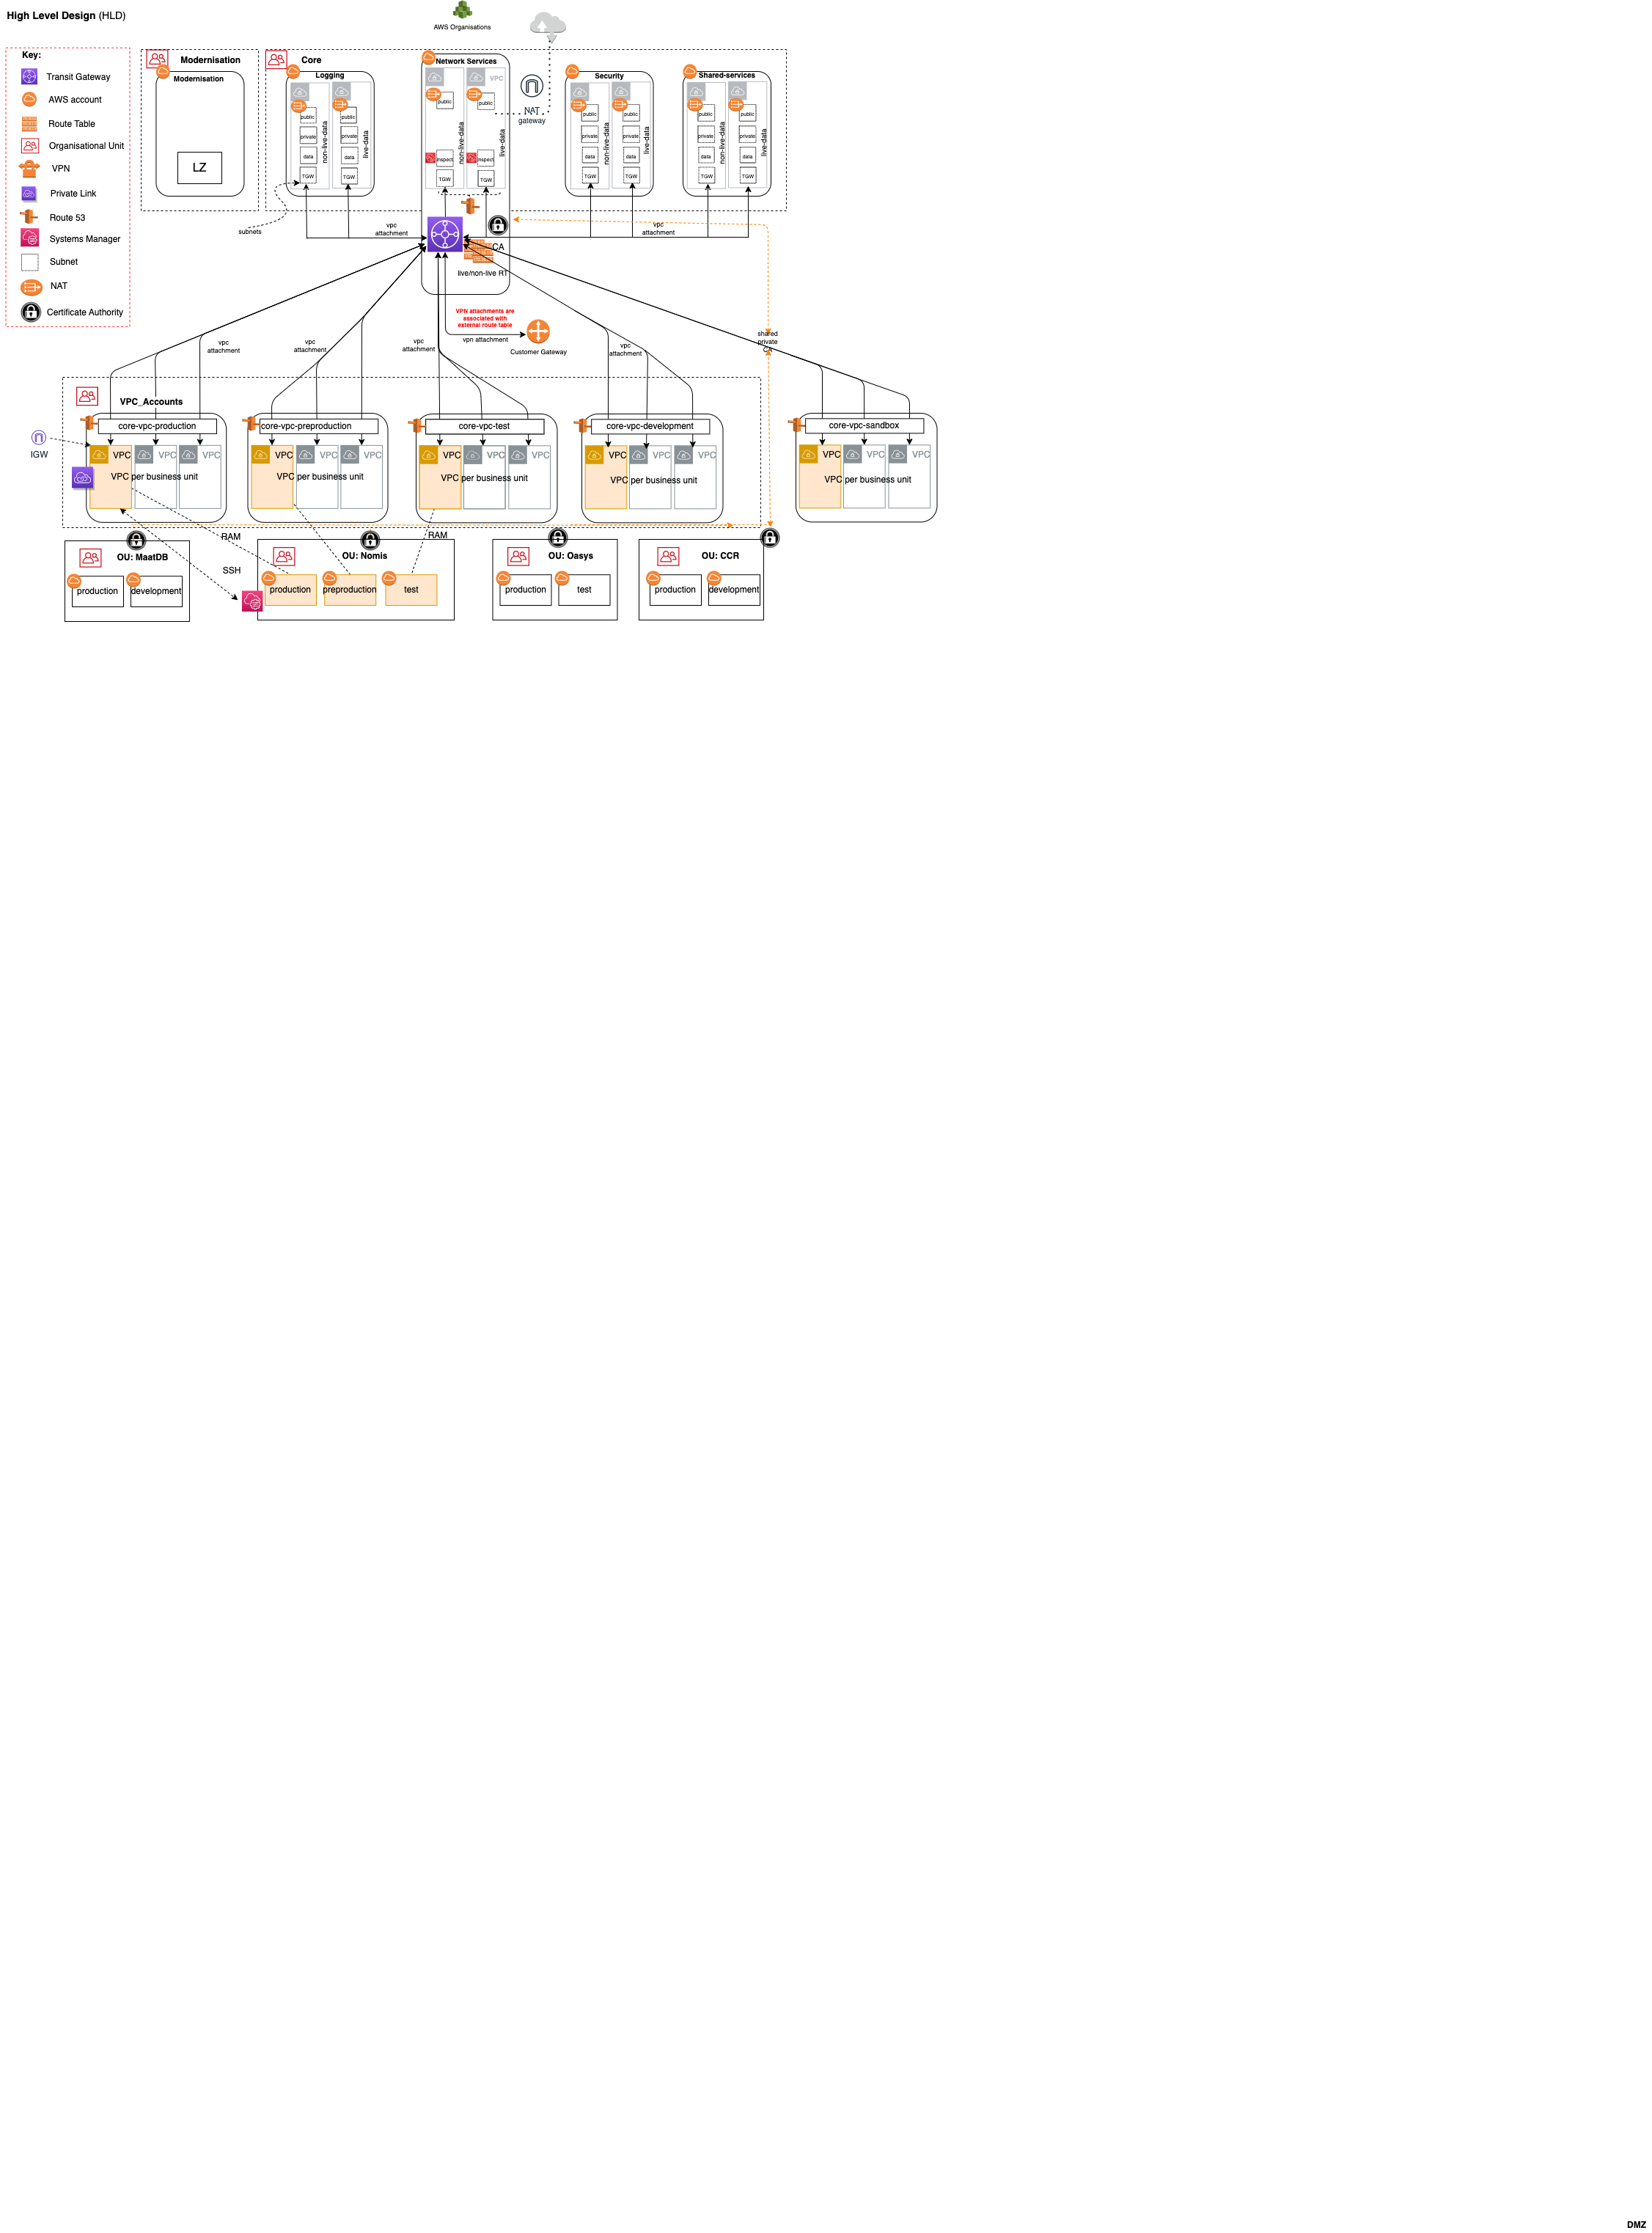 High Level Design (HLD)
AWS Organisations
Key:
Transit Gateway
AWS account
Route Table
Organisational Unit
VPN
Private Link
Route 53
Systems Manager
Subnet
NAT
Certificate Authority
Modernisation
Modernisation
LZ
Core
Logging
public
private
data
TGW
non-live-data
public
private
data
TGW
live-data
subnets
Network Services
VPC
public
inspect
TGW
non-live-data
public
inspect
TGW
live-data
NAT
gateway
Security
public
private
data
TGW
non-live-data
public
private
data
TGW
live-data
Shared-services
public
private
data
TGW
non-live-data
public
private
data
TGW
live-data
vpc
attachment
vpc
attachment
CA
live/non-live RT
VPN attachments are
associated with
external route table
vpn attachment
Customer Gateway
shared
private
CA
vpc
attachment
vpc
attachment
vpc
attachment
vpc
attachment
VPC_Accounts
IGW
core-vpc-production
VPC
VPC
VPC
VPC per business unit
core-vpc-preproduction
VPC
VPC
VPC
VPC per business unit
core-vpc-test
VPC
VPC
VPC
VPC per business unit
core-vpc-development
VPC
VPC
VPC
VPC per business unit
core-vpc-sandbox
VPC
VPC
VPC
VPC per business unit
RAM
RAM
SSH
OU: MaatDB
production
development
OU: Nomis
production
preproduction
test
OU: Oasys
production
test
OU: CCR
production
development
DMZ